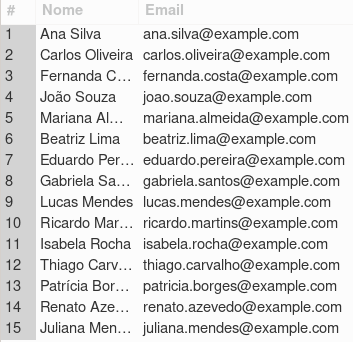 # Nome Email
1 Ana Silva ana.silva@example.com
2 Carlos Oliveira carlos.oliveira@example.com
3 Fernanda C… fernanda.costa@example.com
4 João Souza joao.souza@example.com
5 Mariana Al… mariana.almeida@example.com
6 Beatriz Lima beatriz.lima@example.com
7 Eduardo Per… eduardo.pereira@example.com
8 Gabriela Sa… gabriela.santos@example.com
9 Lucas Mendes lucas.mendes@example.com
10 Ricardo Mar… ricardo.martins@example.com
11 Isabela Rocha isabela.rocha@example.com
12 Thiago Carv… thiago.carvalho@example.com
13 Patrícia Bor… patricia.borges@example.com
14 Renato Aze… renato.azevedo@example.com
15 Juliana Men… juliana.mendes@example.com